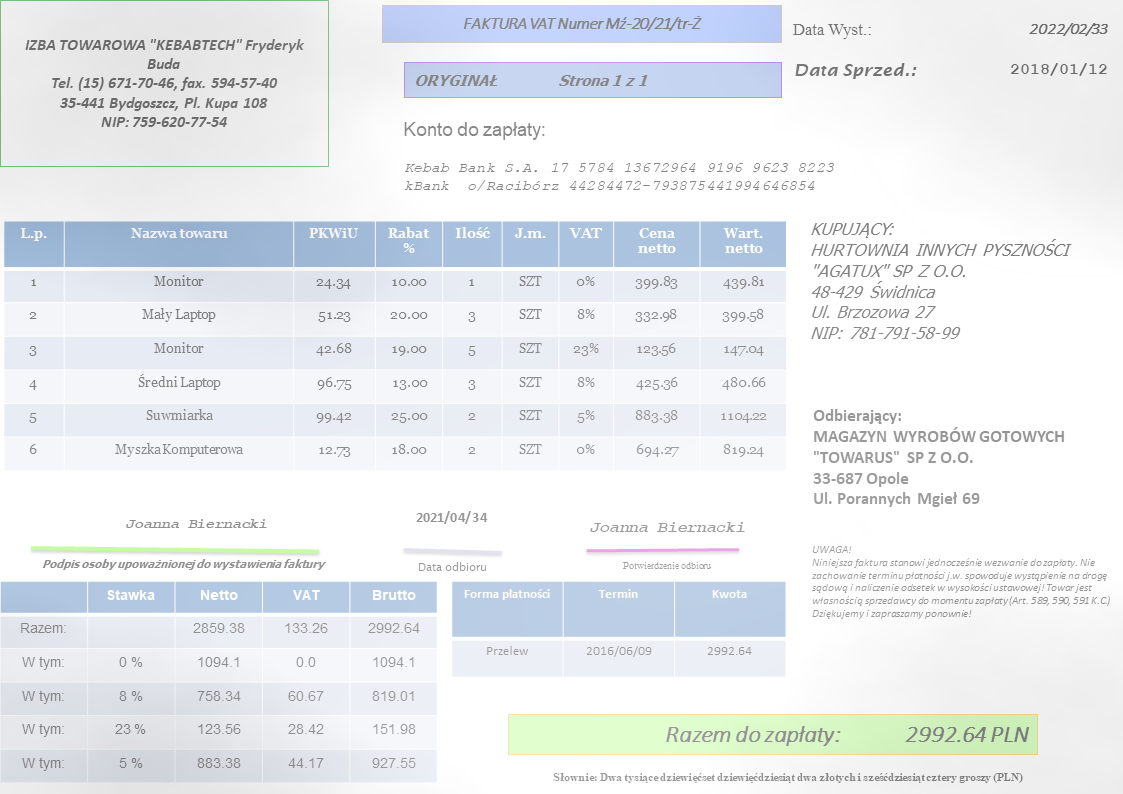 IZBA TOWAROWA "KEBABTECH" Fryderyk
Buda
Tel. (15) 671-70-46, fax. 594-57-40
35-441 Bydgoszcz, Pl. Kupa 108
NIP: 759-620-77-54
FAKTURA VAT Numer Mź-20/21/tr-Ż
ORYGINAŁ Strona 1 z 1
Data Wyst.: 2022/02/33
Data Sprzed.: 2018/01/12
Konto do zapłaty:
Kebab Bank S.A. 17 5784 13672964 9196 9623 8223
kBank o/Racibórz 44284472-793875441994646854
L.p. Nazwa towaru PKWiU Rabat % Ilość J.m. VAT Cena netto Wart. netto
1 Monitor 24.34 10.00 1 SZT 0% 399.83 439.81
2 Mały Laptop 51.23 20.00 3 SZT 8% 332.98 399.58
3 Monitor 42.68 19.00 5 SZT 23% 123.56 147.04
4 Średni Laptop 96.75 13.00 3 SZT 8% 425.36 480.66
5 Suwmiarka 99.42 25.00 2 SZT 5% 883.38 1104.22
6 Myszka Komputerowa 12.73 18.00 2 SZT 0% 694.27 819.24
KUPUJĄCY:
HURTOWNIA INNYCH PYSZNOŚCI
"AGATUX" SP Z O.O.
48-429 Świdnica
Ul. Brzozowa 27
NIP: 781-791-58-99
Odbierający:
MAGAZYN WYROBÓW GOTOWYCH
"TOWARUS" SP Z O.O.
33-687 Opole
Ul. Porannych Mgieł 69
Joanna Biernacki
Podpis osoby upoważnionej do wystawienia faktury
2021/04/34
Data odbioru
Joanna Biernacki
Potwierdzenie odbioru
UWAGA!
Niniejsza faktura stanowi jednocześnie wezwanie do zapłaty. Nie
zachowanie terminu płatności j.w. spowoduje wystąpienie na drogę
sądową i naliczenie odsetek w wysokości ustawowej! Towar jest
własnością sprzedawcy do momentu zapłaty (Art. 589, 590, 591 K.C.)
Dziękujemy i zapraszamy ponownie!
Stawka Netto VAT Brutto
Razem: 2859.38 133.26 2992.64
W tym: 0 % 1094.1 0.0 1094.1
W tym: 8 % 758.34 60.67 819.01
W tym: 23 % 123.56 28.42 151.98
W tym: 5 % 883.38 44.17 927.55
Forma płatności Termin Kwota
Przelew 2016/06/09 2992.64
Razem do zapłaty: 2992.64 PLN
Słownie: Dwa tysiące dziewięćset dziewięćdziesiąt dwa złotych i sześćdziesiąt cztery groszy (PLN)